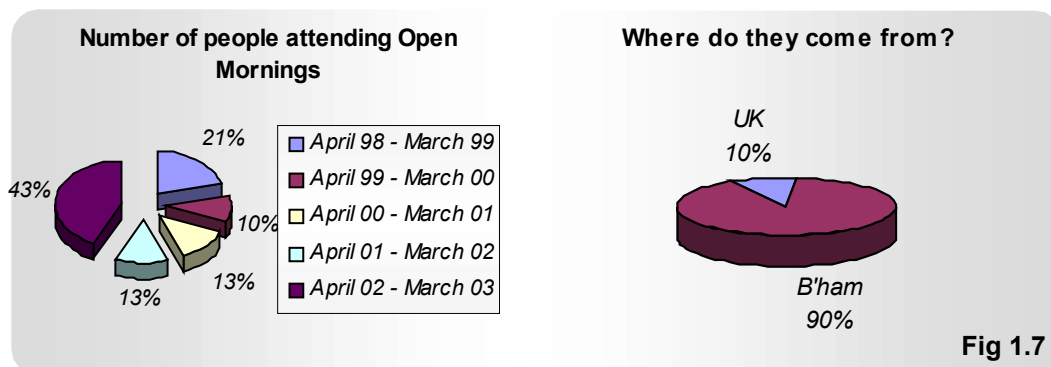 Number of people attending Open
Mornings
21%
43%
10%
13%
13%
April 98 - March 99
April 99 - March 00
April 00 - March 01
April 01 - March 02
April 02 - March 03
Where do they come from?
UK
10%
B'ham
90%
Fig 1.7